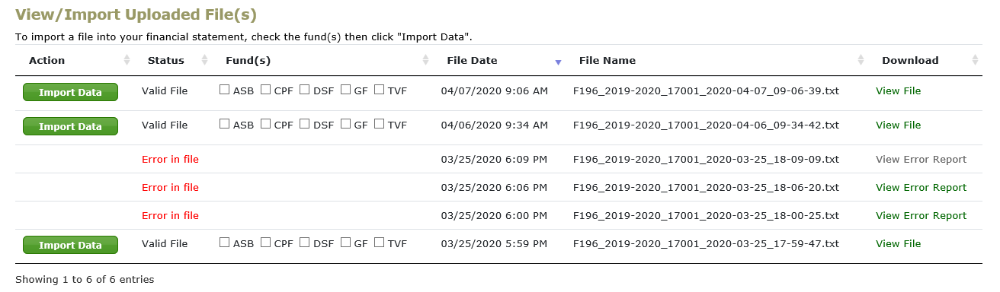 View/Import Uploaded File(s)
To import a file into your financial statement, check the fund(s) then click "Import Data".
Action Status Fund(s) File Date File Name Download
Import Data Valid File ASB CPF DSF GF TVF 04/07/2020 9:06 AM F196_2019-2020_17001_2020-04-07_09-06-39.txt View File
Import Data Valid File ASB CPF DSF GF TVF 04/06/2020 9:34 AM F196_2019-2020_17001_2020-04-06_09-34-42.txt View File
Error in file 03/25/2020 6:09 PM F196_2019-2020_17001_2020-03-25_18-09-09.txt View Error Report
Error in file 03/25/2020 6:06 PM F196_2019-2020_17001_2020-03-25_18-06-20.txt View Error Report
Error in file 03/25/2020 6:00 PM F196_2019-2020_17001_2020-03-25_18-00-25.txt View Error Report
Import Data Valid File ASB CPF DSF GF TVF 03/25/2020 5:59 PM F196_2019-2020_17001_2020-03-25_17-59-47.txt View File
Showing 1 to 6 of 6 entries